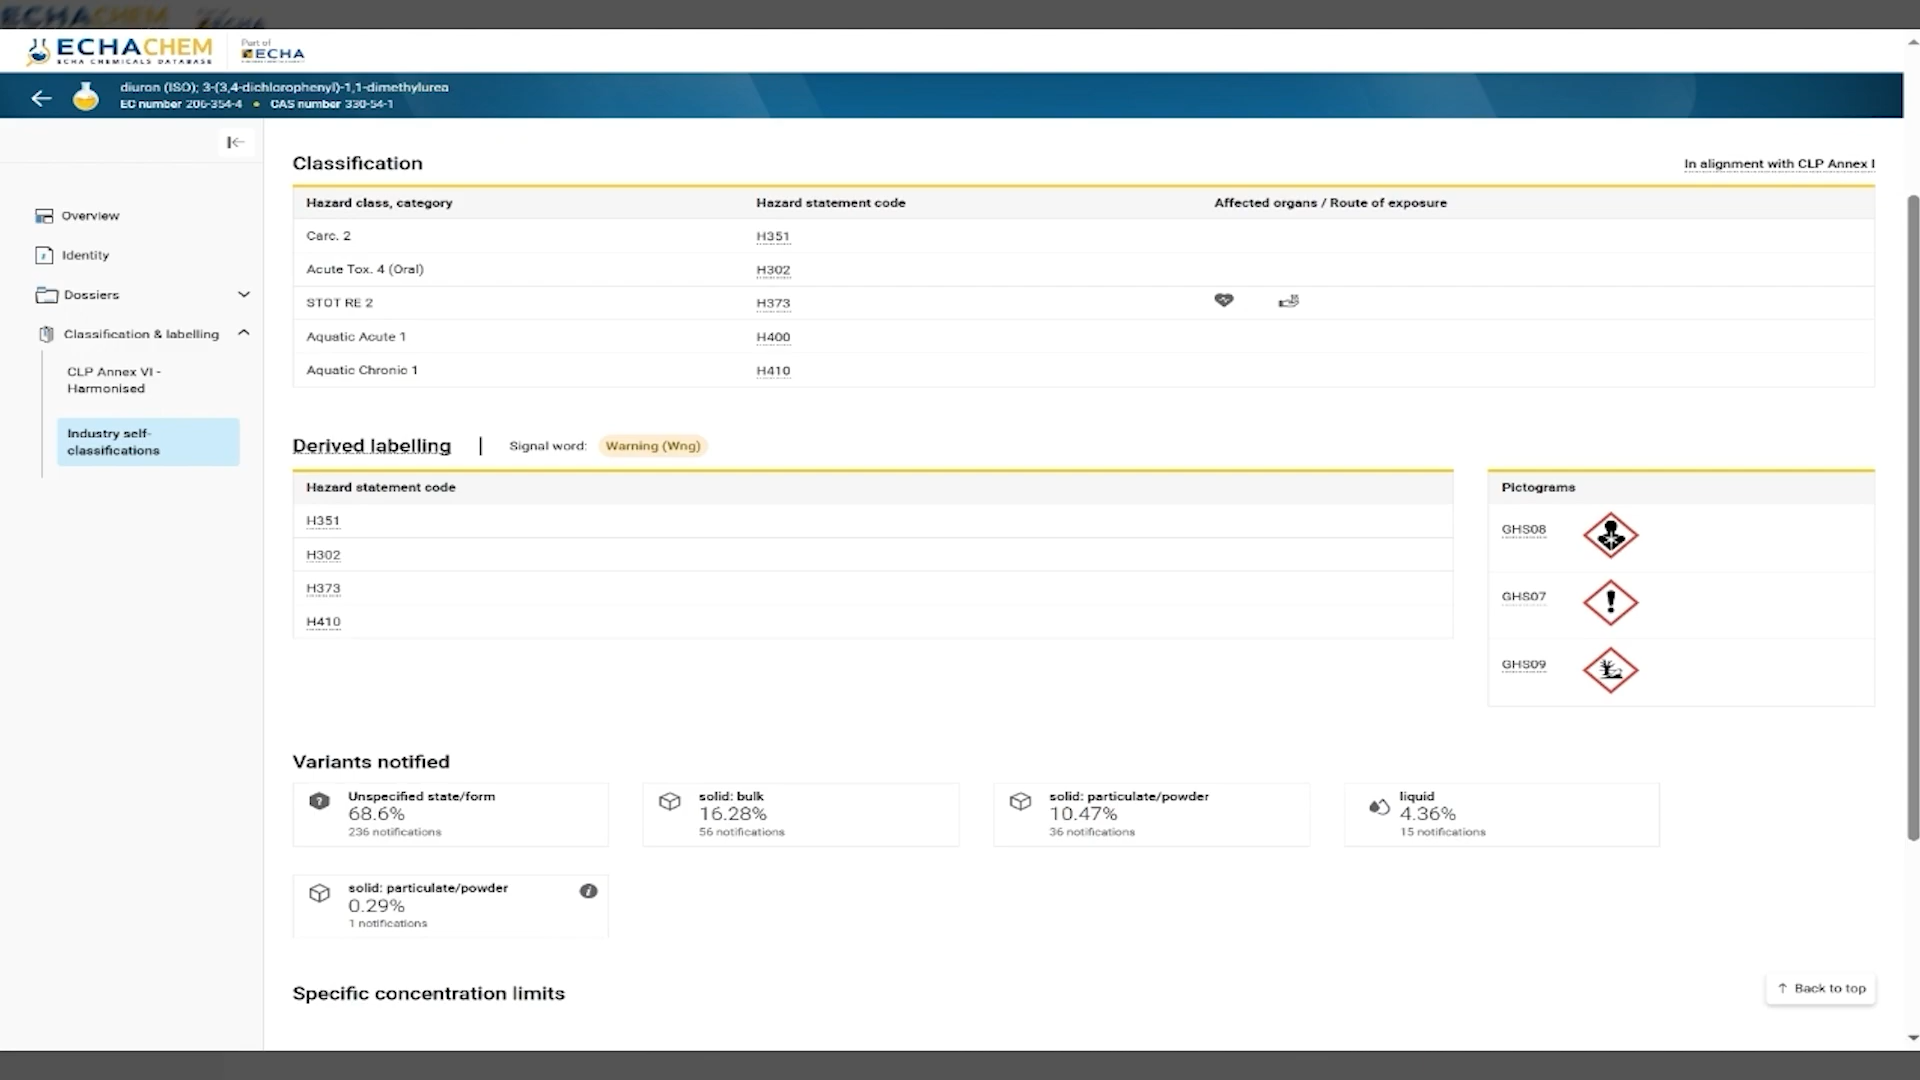 ECHACHEM
ECHA CHEMICALS DATABASE
Part of
ECHA
diuron (ISO); 3-(3,4-dichlorophenyl)-1,1-dimethylurea
EC number 206-354-4 • CAS number 330-54-1
Overview
Identity
Dossiers
Classification & labelling
CLP Annex VI -
Harmonised
Industry self-
classifications
Classification
In alignment with CLP Annex I
Hazard class, category Hazard statement code Affected organs / Route of exposure
Carc. 2 H351
Acute Tox. 4 (Oral) H302
STOT RE 2 H373
Aquatic Acute 1 H400
Aquatic Chronic 1 H410
Derived labelling | Signal word: Warning (Wng)
Hazard statement code
H351
H302
H373
H410
Pictograms
GHS08
GHS07
GHS09
Variants notified
Unspecified state/form
68.6%
236 notifications
solid: bulk
16.28%
56 notifications
solid: particulate/powder
10.47%
36 notifications
liquid
4.36%
15 notifications
solid: particulate/powder
0.29%
1 notifications
Specific concentration limits
↑ Back to top